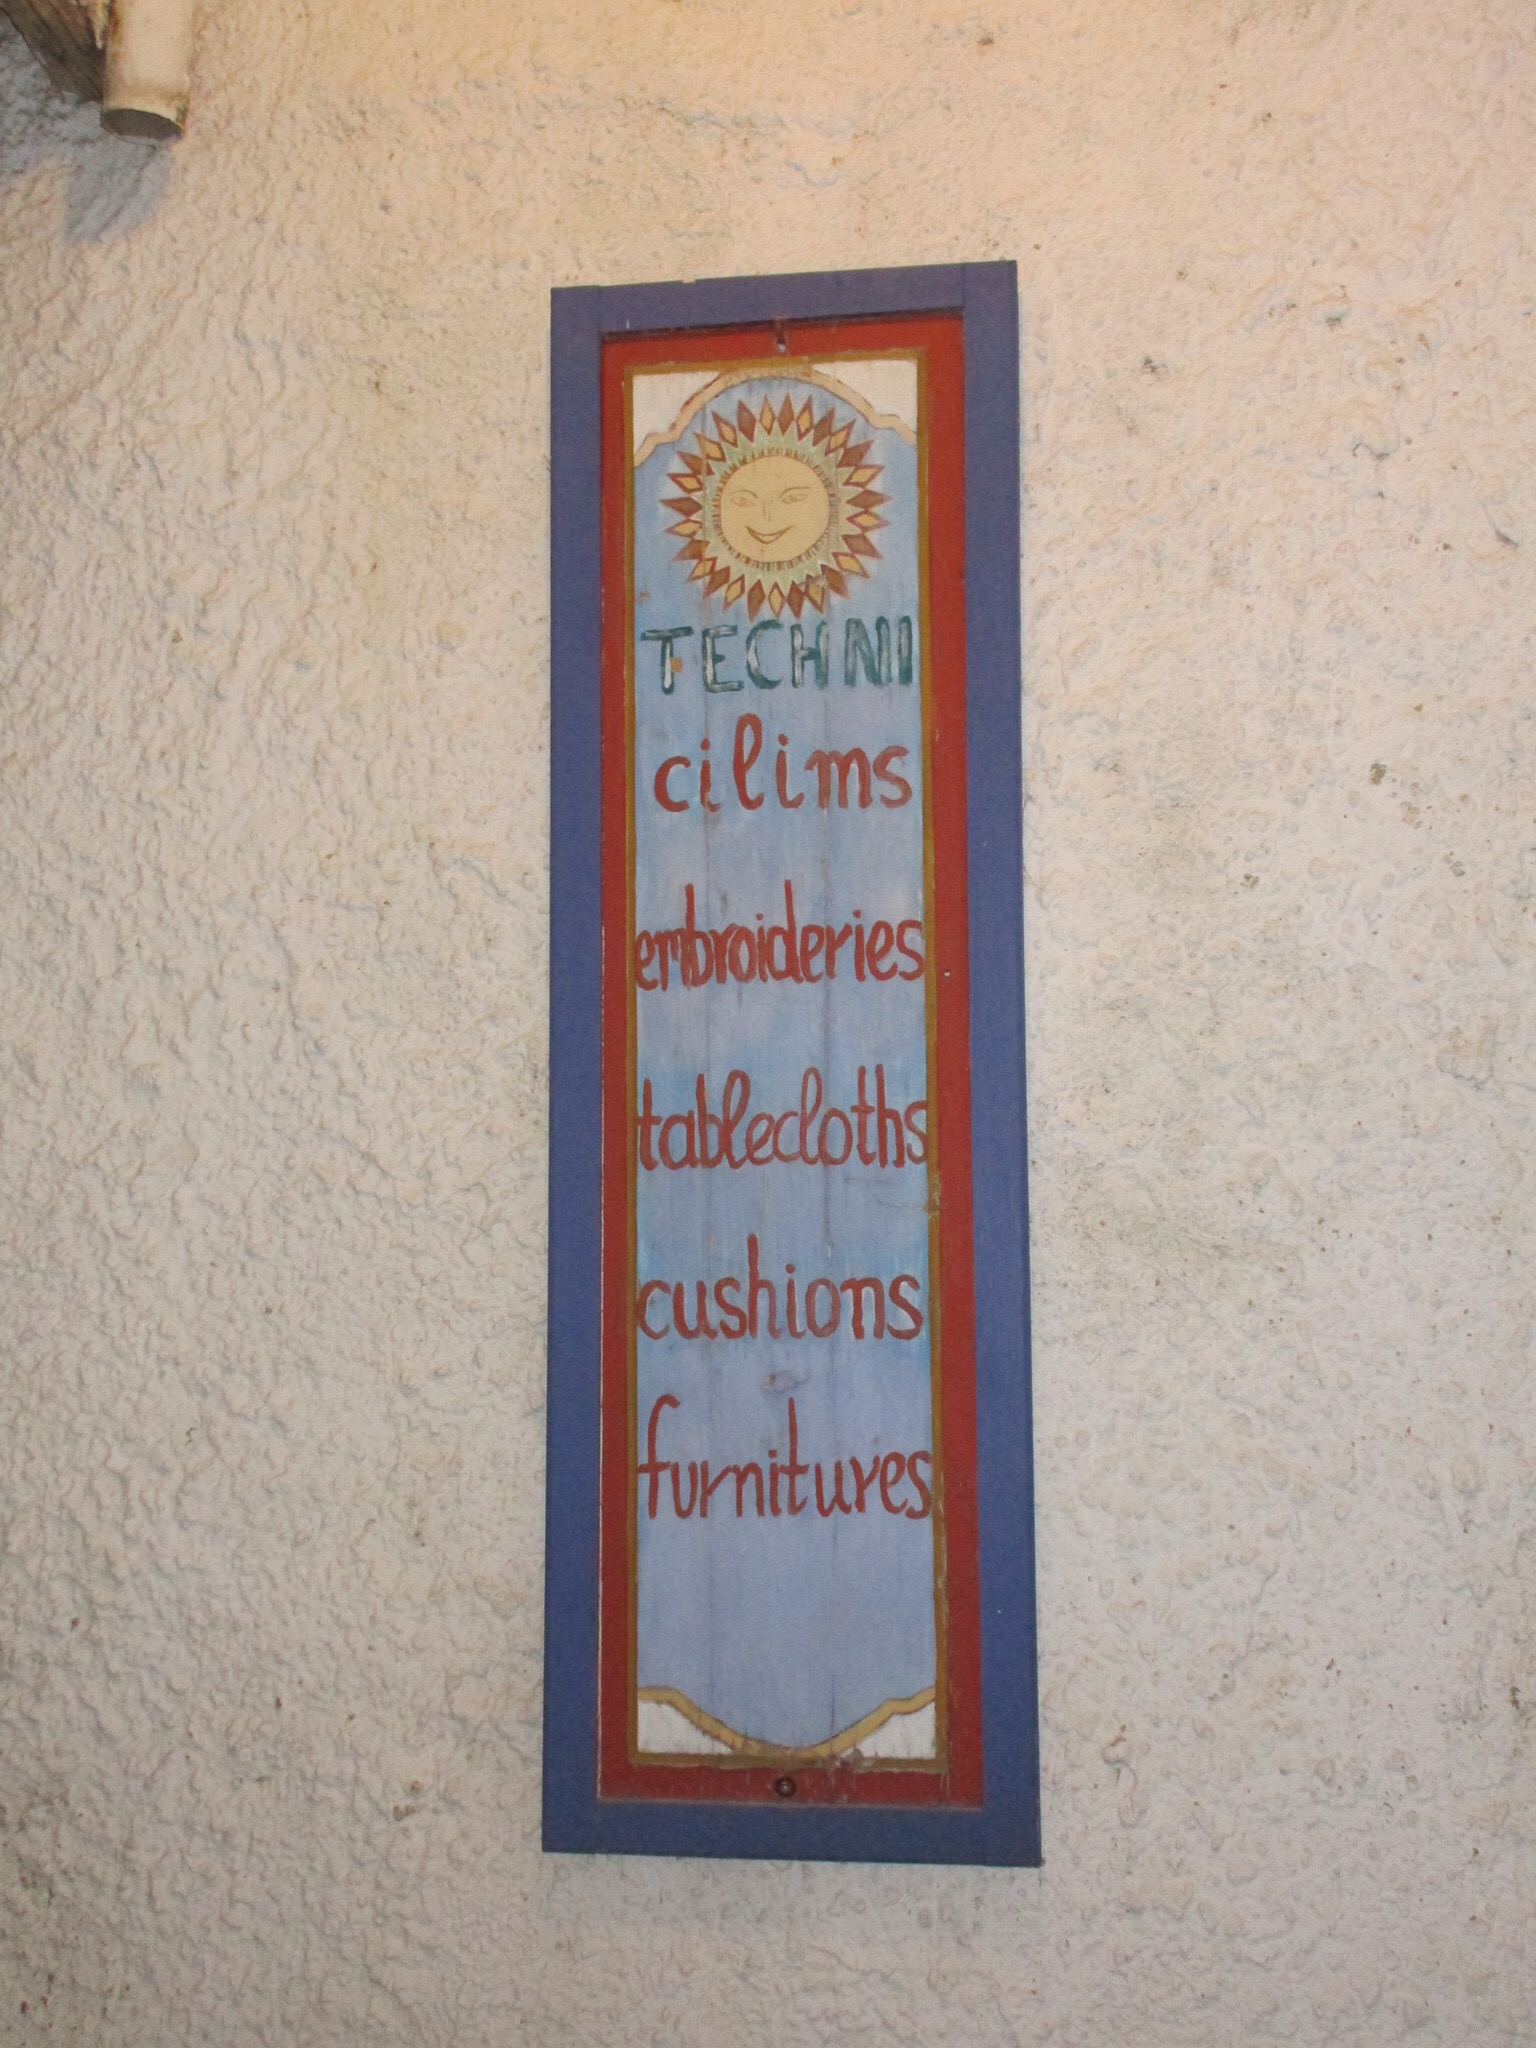 TECHNI
cilims
embroideries
tablecloths
cushions
furnitures